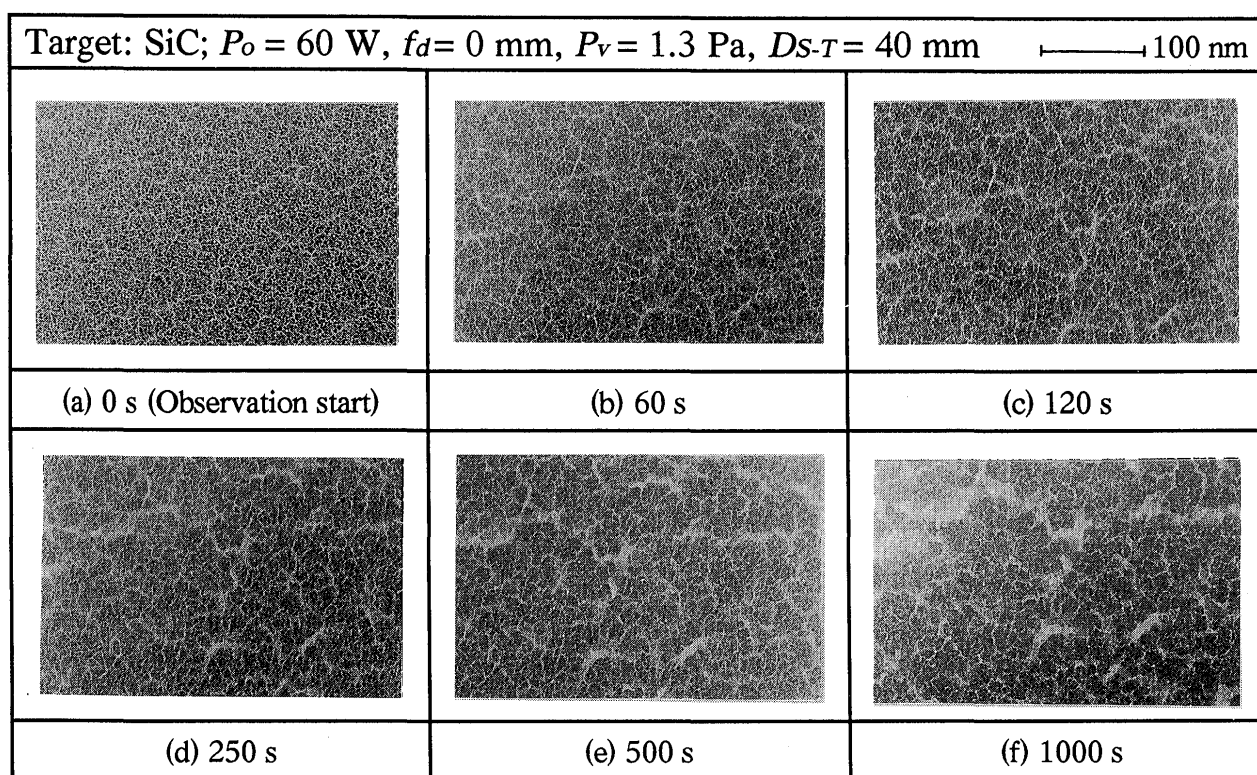 Target: SiC; Po = 60 W, fd = 0 mm, Pv = 1.3 Pa, DS-T = 40 mm 100 nm
(a) 0 s (Observation start) (b) 60 s (c) 120 s
(d) 250 s (e) 500 s (f) 1000 s